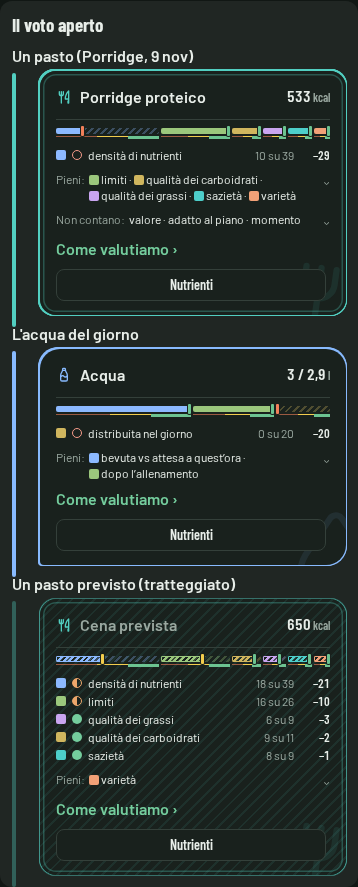 Il voto aperto
Un pasto (Porridge, 9 nov)
Porridge proteico 533 kcal
densità di nutrienti 10 su 39 −29
Pieni: limiti · qualità dei carboidrati ·
qualità dei grassi · sazietà · varietà
Non contano: valore · adatto al piano · momento
Come valutiamo ›
Nutrienti
L'acqua del giorno
Acqua 3 / 2,9 l
distribuita nel giorno 0 su 20 −20
Pieni: bevuta vs attesa a quest’ora ·
dopo l’allenamento
Come valutiamo ›
Nutrienti
Un pasto previsto (tratteggiato)
Cena prevista 650 kcal
densità di nutrienti 18 su 39 −21
limiti 16 su 26 −10
qualità dei grassi 6 su 9 −3
qualità dei carboidrati 9 su 11 −2
sazietà 8 su 9 −1
Pieni: varietà
Come valutiamo ›
Nutrienti